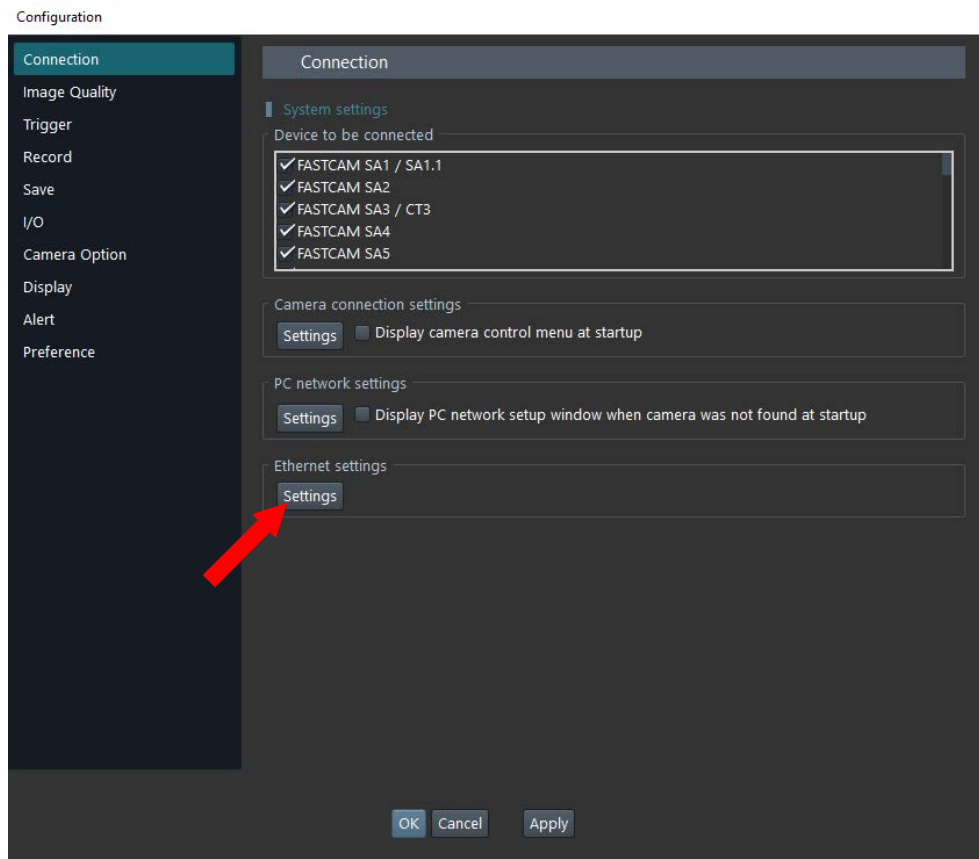 Configuration
Connection
Image Quality
Trigger
Record
Save
I/O
Camera Option
Display
Alert
Preference
Connection
System settings
Device to be connected
FASTCAM SA1 / SA1.1
FASTCAM SA2
FASTCAM SA3 / CT3
FASTCAM SA4
FASTCAM SA5
Camera connection settings
Settings Display camera control menu at startup
PC network settings
Settings Display PC network setup window when camera was not found at startup
Ethernet settings
Settings
OK Cancel Apply